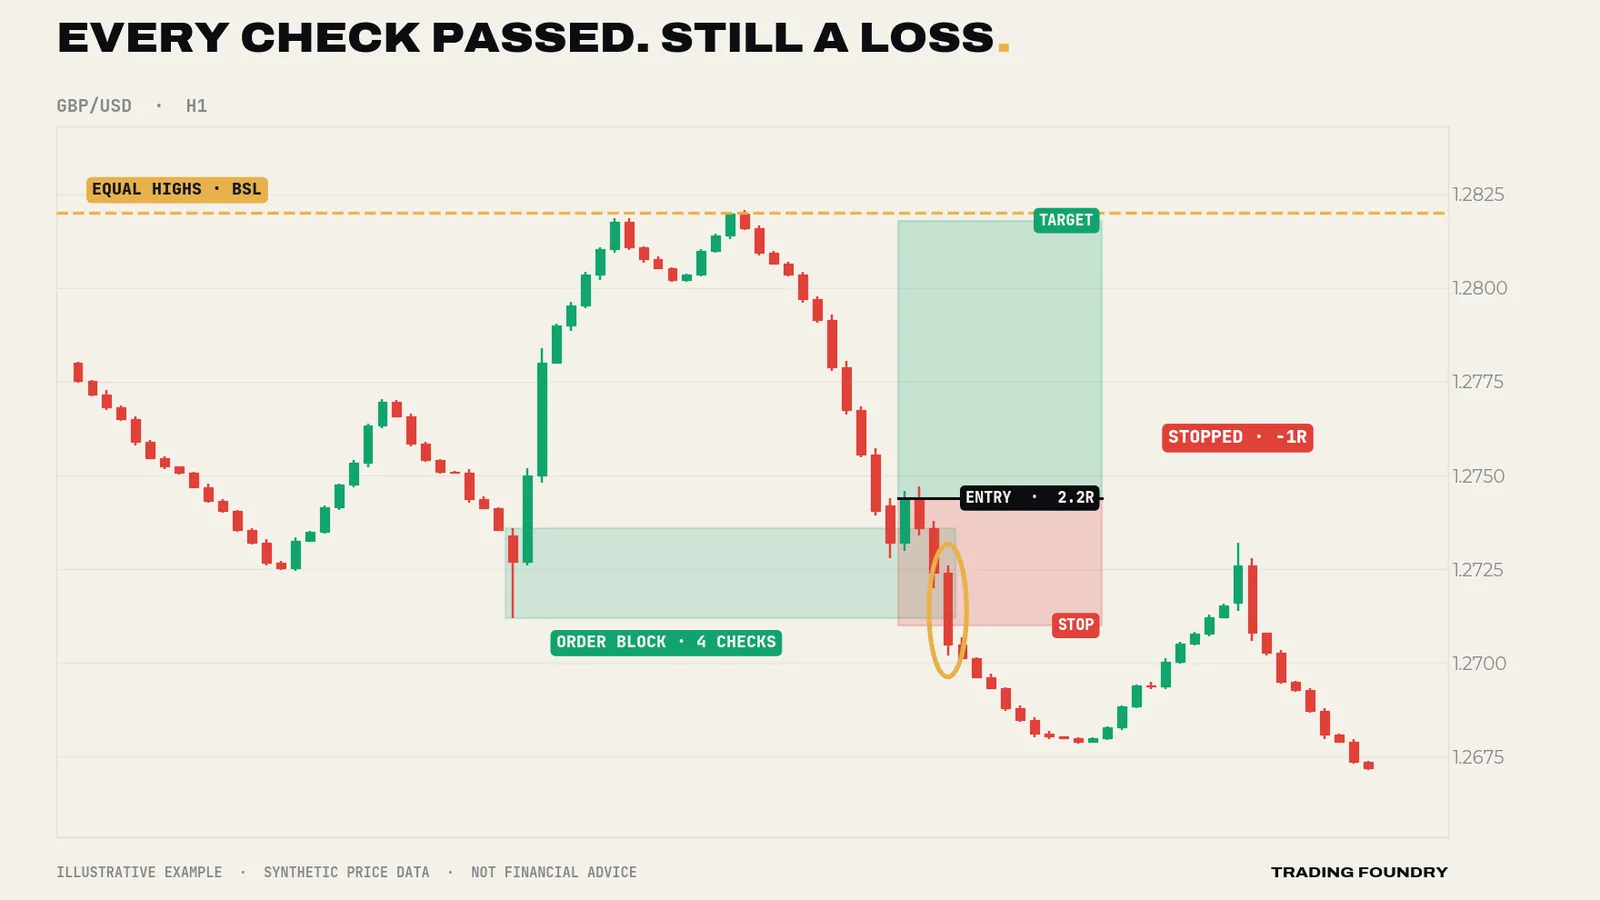 EVERY CHECK PASSED. STILL A LOSS.
GBP/USD · H1
EQUAL HIGHS · BSL
1.2825
TARGET
1.2800
1.2775
STOPPED · -1R
1.2750
ENTRY · 2.2R
1.2725
STOP
ORDER BLOCK · 4 CHECKS
1.2700
1.2675
ILLUSTRATIVE EXAMPLE · SYNTHETIC PRICE DATA · NOT FINANCIAL ADVICE
TRADING FOUNDRY